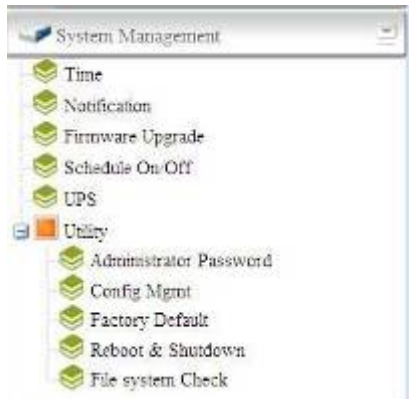 System Management
Time
Notification
Firmware Upgrade
Schedule On/Off
UPS
Utility
Administrator Password
Config Mgmt
Factory Default
Reboot & Shutdown
File system Check